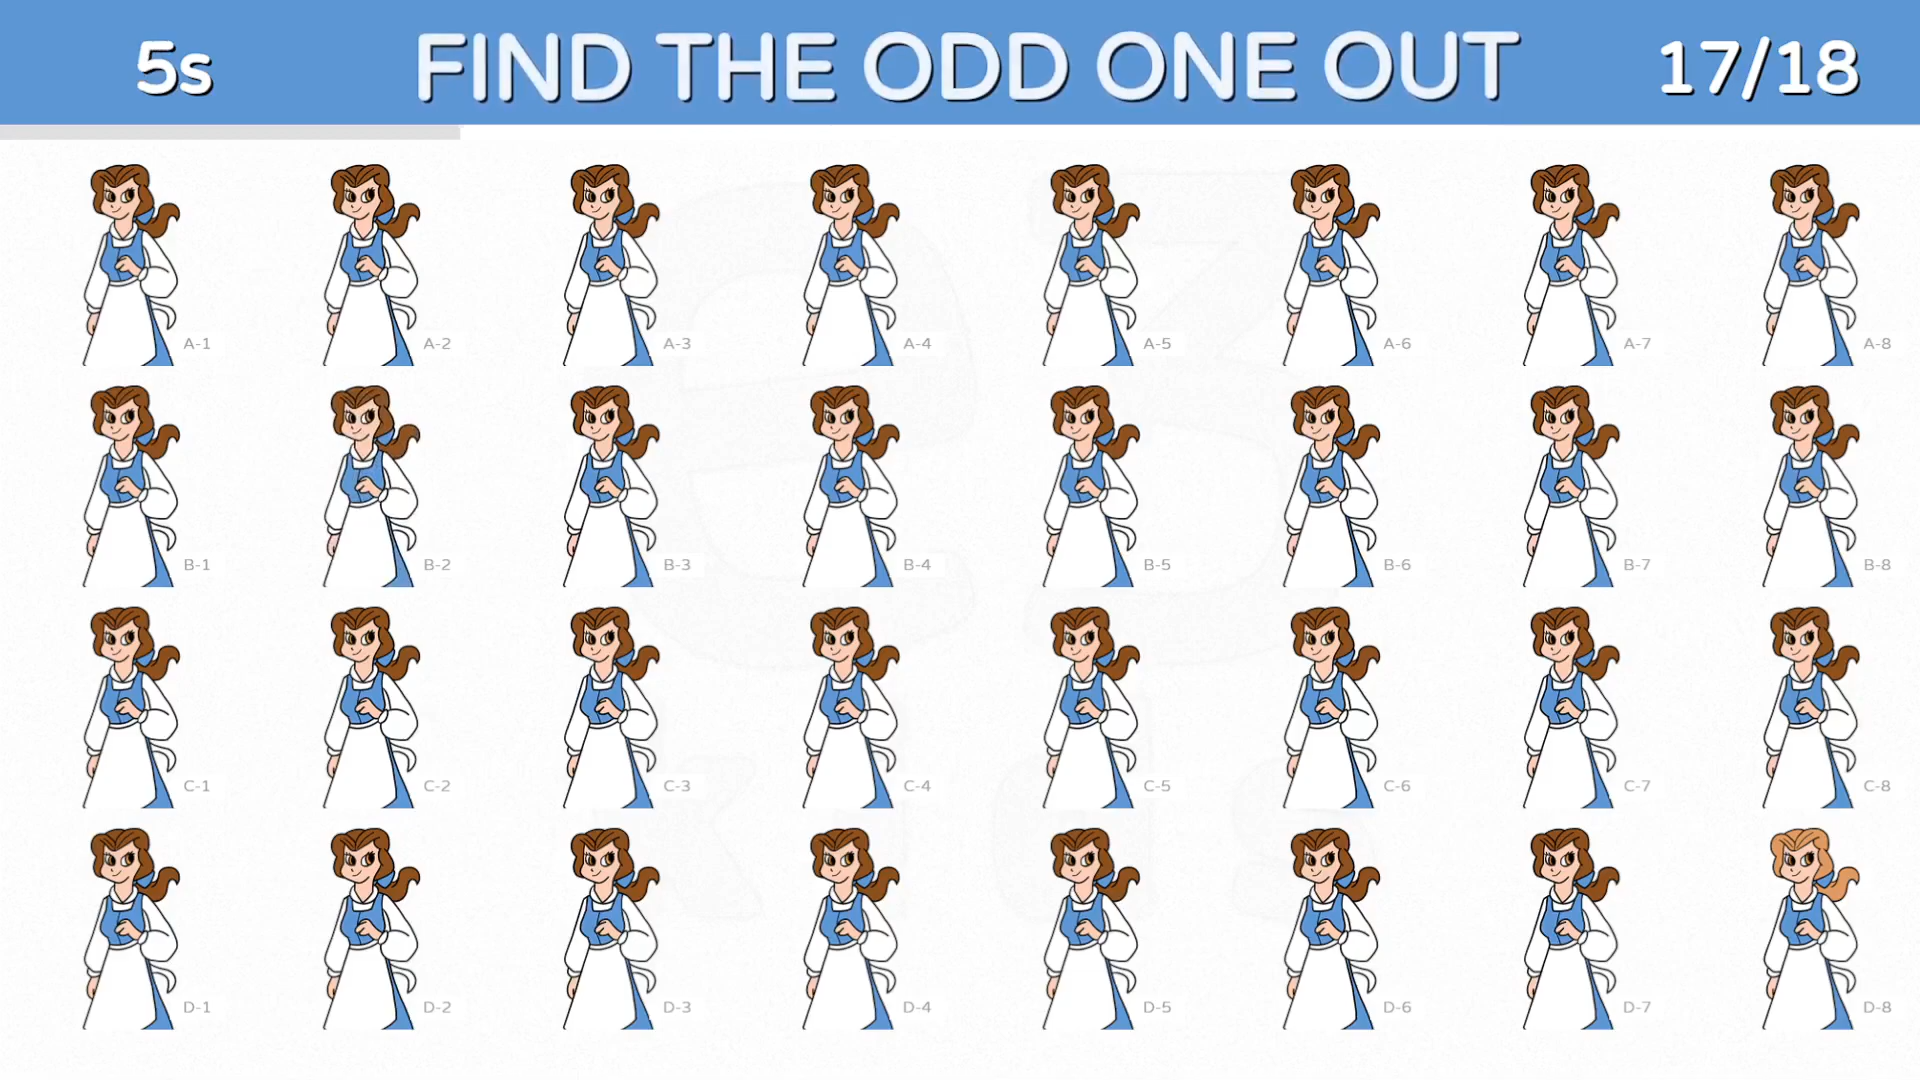 5s FIND THE ODD ONE OUT 17/18
A-1 A-2 A-3 A-4 A-5 A-6 A-7 A-8
B-1 B-2 B-3 B-4 B-5 B-6 B-7 B-8
C-1 C-2 C-3 C-4 C-5 C-6 C-7 C-8
D-1 D-2 D-3 D-4 D-5 D-6 D-7 D-8